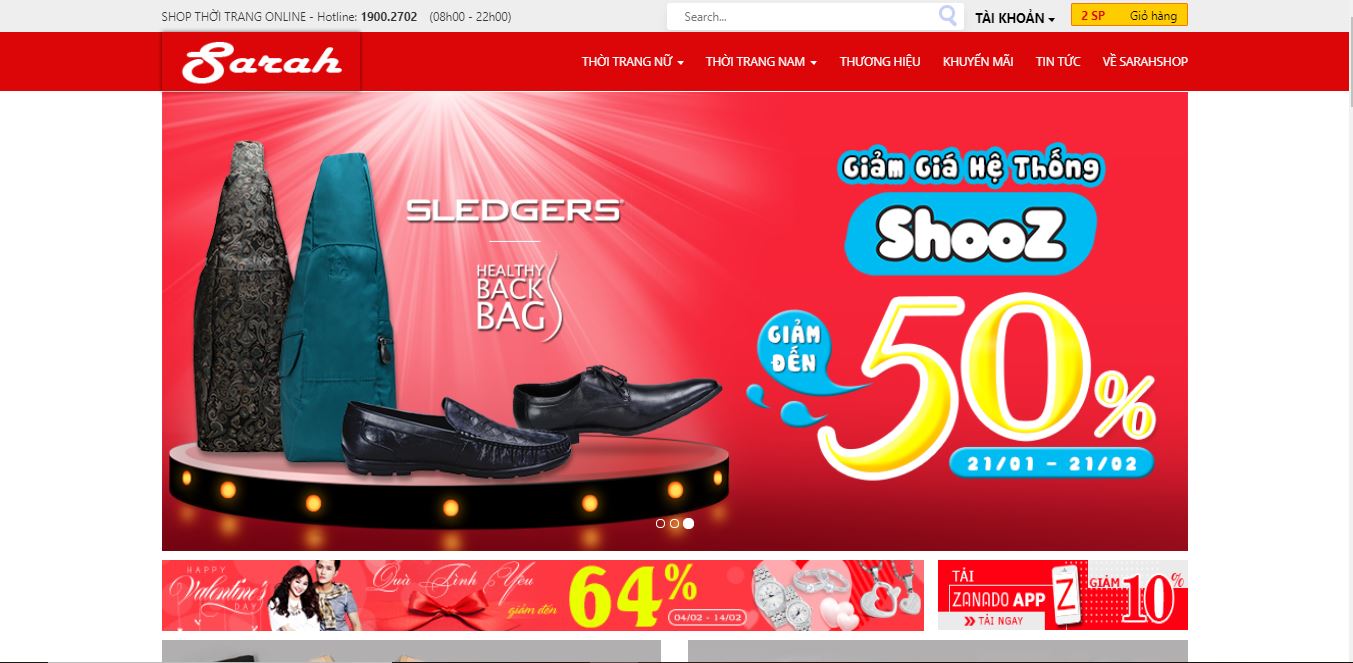 SHOP THỜI TRANG ONLINE - Hotline: 1900.2702 (08h00 - 22h00)
Search...
TÀI KHOẢN
2 SP Giỏ hàng
Sarah
THỜI TRANG NỮ THỜI TRANG NAM THƯƠNG HIỆU KHUYẾN MÃI TIN TỨC VỀ SARAHSHOP
SLEDGERS
HEALTHY
BACK
BAG
Giảm Giá Hệ Thống
ShooZ
GIẢM
ĐẾN
50%
21/01 - 21/02
HAPPY
Valentine's
DAY
Quà Tình Yêu
giảm đến
64%
04/02 - 14/02
TẢI
ZANADO APP
TẢI NGAY
Z
GIẢM
10%